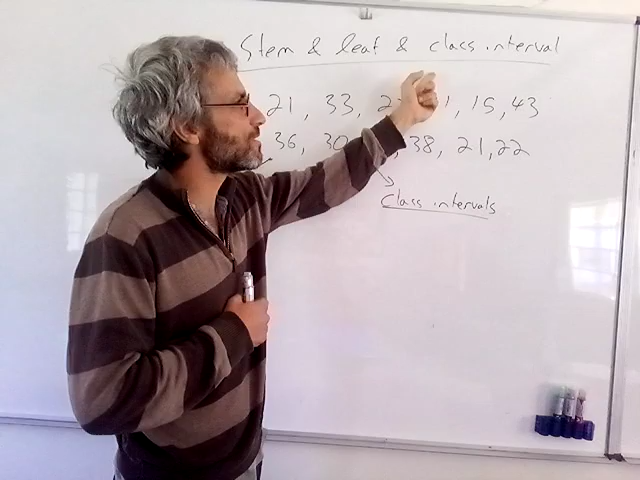 Stem & leaf & class interval
21, 33, 15, 43
36, 30 , 38, 21, 22
class intervals